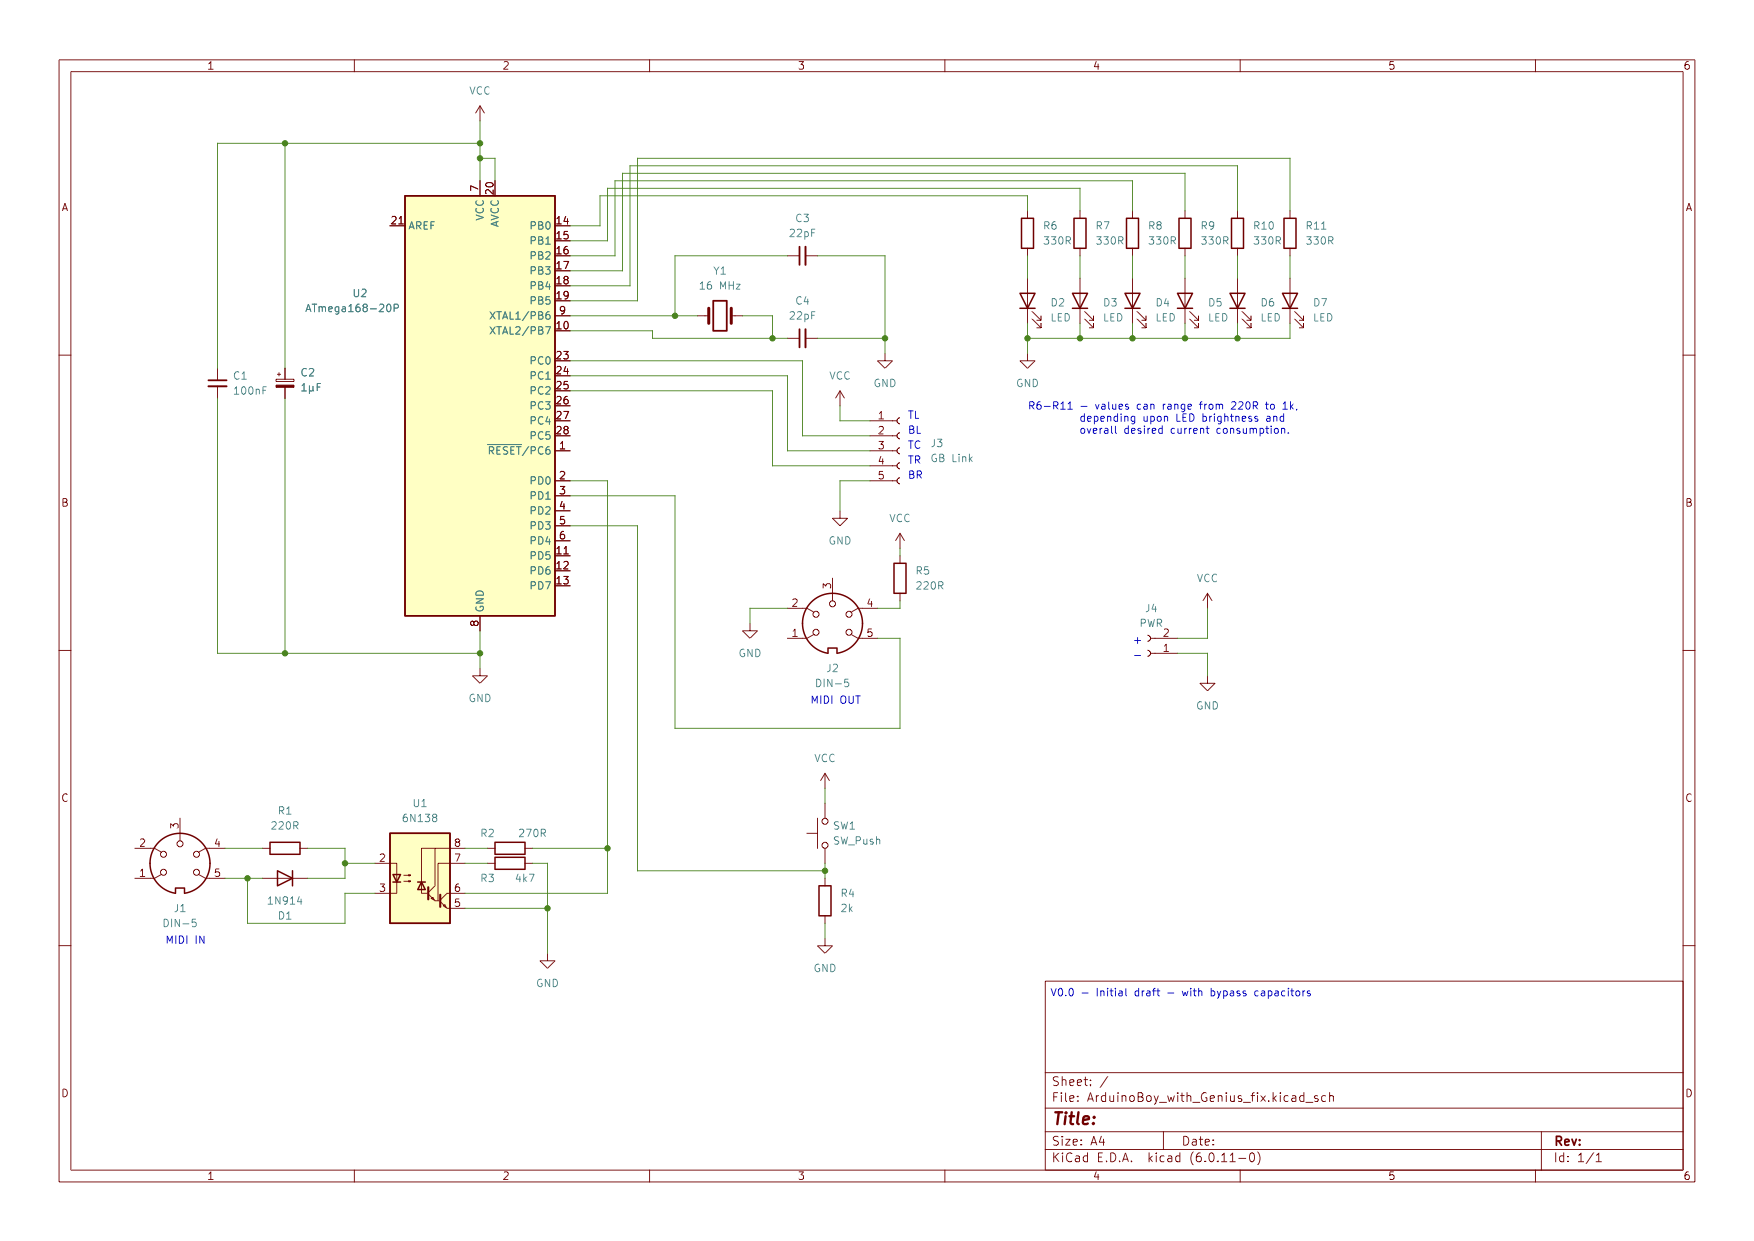 1 2 3 4 5 6
A A
B B
C C
D D
1 2 3 4 5 6
VCC
C1
100nF
C2
1µF
+
U2
ATmega168-20P
7 20
VCC AVCC
21 AREF
PB0 14
PB1 15
PB2 16
PB3 17
PB4 18
PB5 19
XTAL1/PB6 9
XTAL2/PB7 10
PC0 23
PC1 24
PC2 25
PC3 26
PC4 27
PC5 28
RESET/PC6 1
PD0 2
PD1 3
PD2 4
PD3 5
PD4 6
PD5 11
PD6 12
PD7 13
GND
8
GND
C3
22pF
Y1
16 MHz
C4
22pF
GND
R6
330R
R7
330R
R8
330R
R9
330R
R10
330R
R11
330R
D2
LED
D3
LED
D4
LED
D5
LED
D6
LED
D7
LED
GND
R6-R11 - values can range from 220R to 1k,
depending upon LED brightness and
overall desired current consumption.
VCC
1 TL
2 BL
3 TC
4 TR
5 BR
J3
GB Link
GND
VCC
R5
220R
3
2 4
1 5
GND
J2
DIN-5
MIDI OUT
VCC
J4
PWR
+ 2
- 1
GND
VCC
SW1
SW_Push
R4
2k
GND
R1
220R
3
2 4
1 5
J1
DIN-5
MIDI IN
1N914
D1
U1
6N138
2
3
8
7
6
5
R2 270R
R3 4k7
GND
V0.0 - Initial draft - with bypass capacitors
Sheet: /
File: ArduinoBoy_with_Genius_fix.kicad_sch
Title:
Size: A4 Date: Rev:
KiCad E.D.A. kicad (6.0.11-0) Id: 1/1